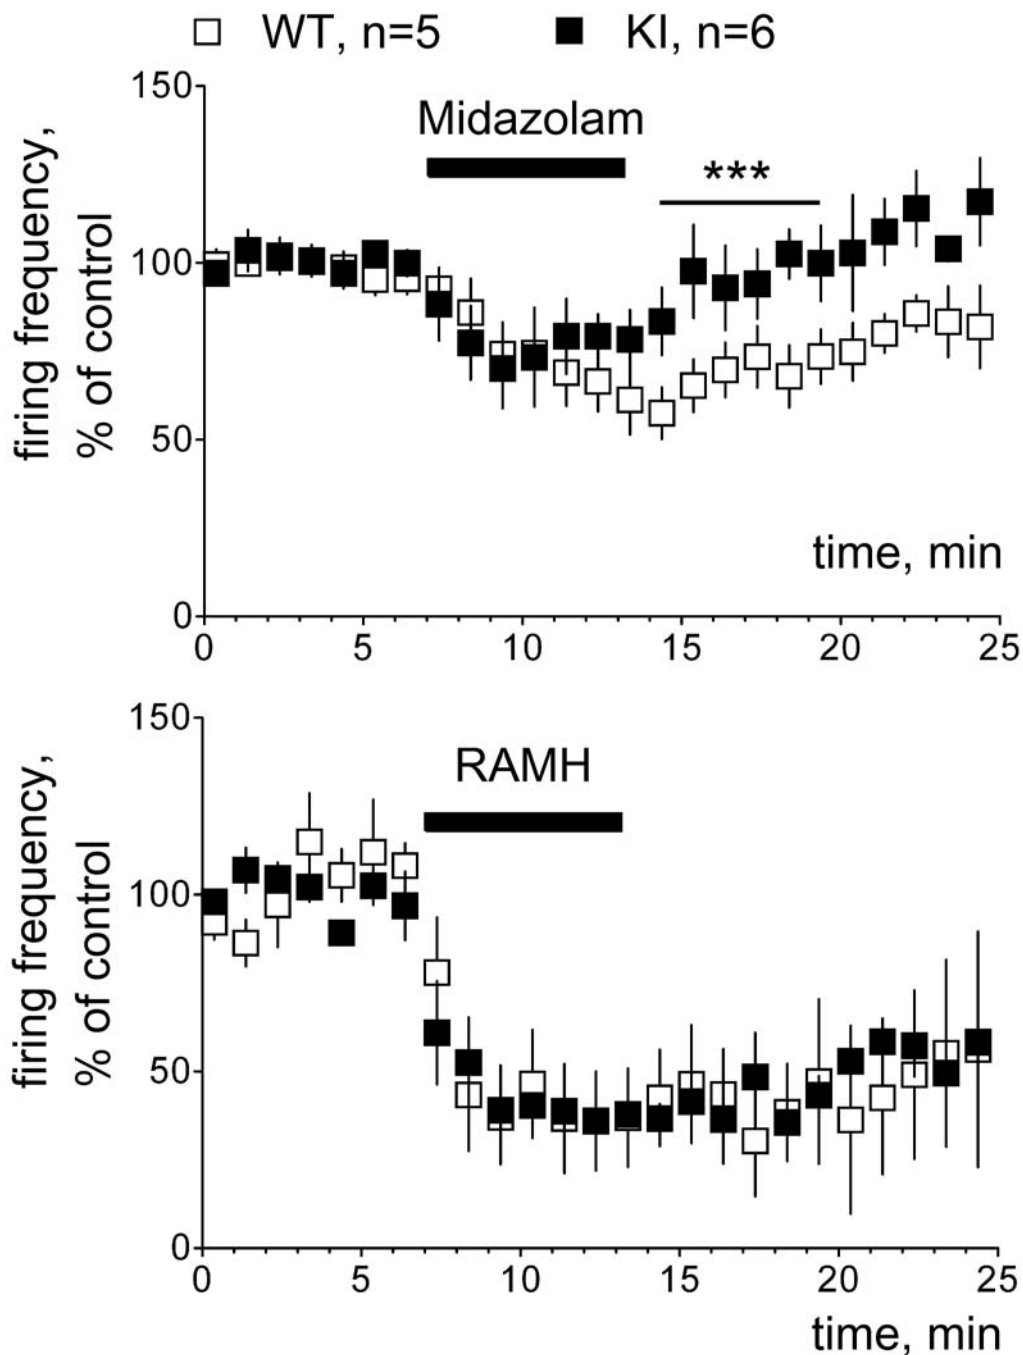 WT, n=5
KI, n=6
150
Midazolam
***
100
50
0
firing frequency,
% of control
time, min
0 5 10 15 20 25
150
RAMH
100
50
0
firing frequency,
% of control
0 5 10 15 20 25
time, min